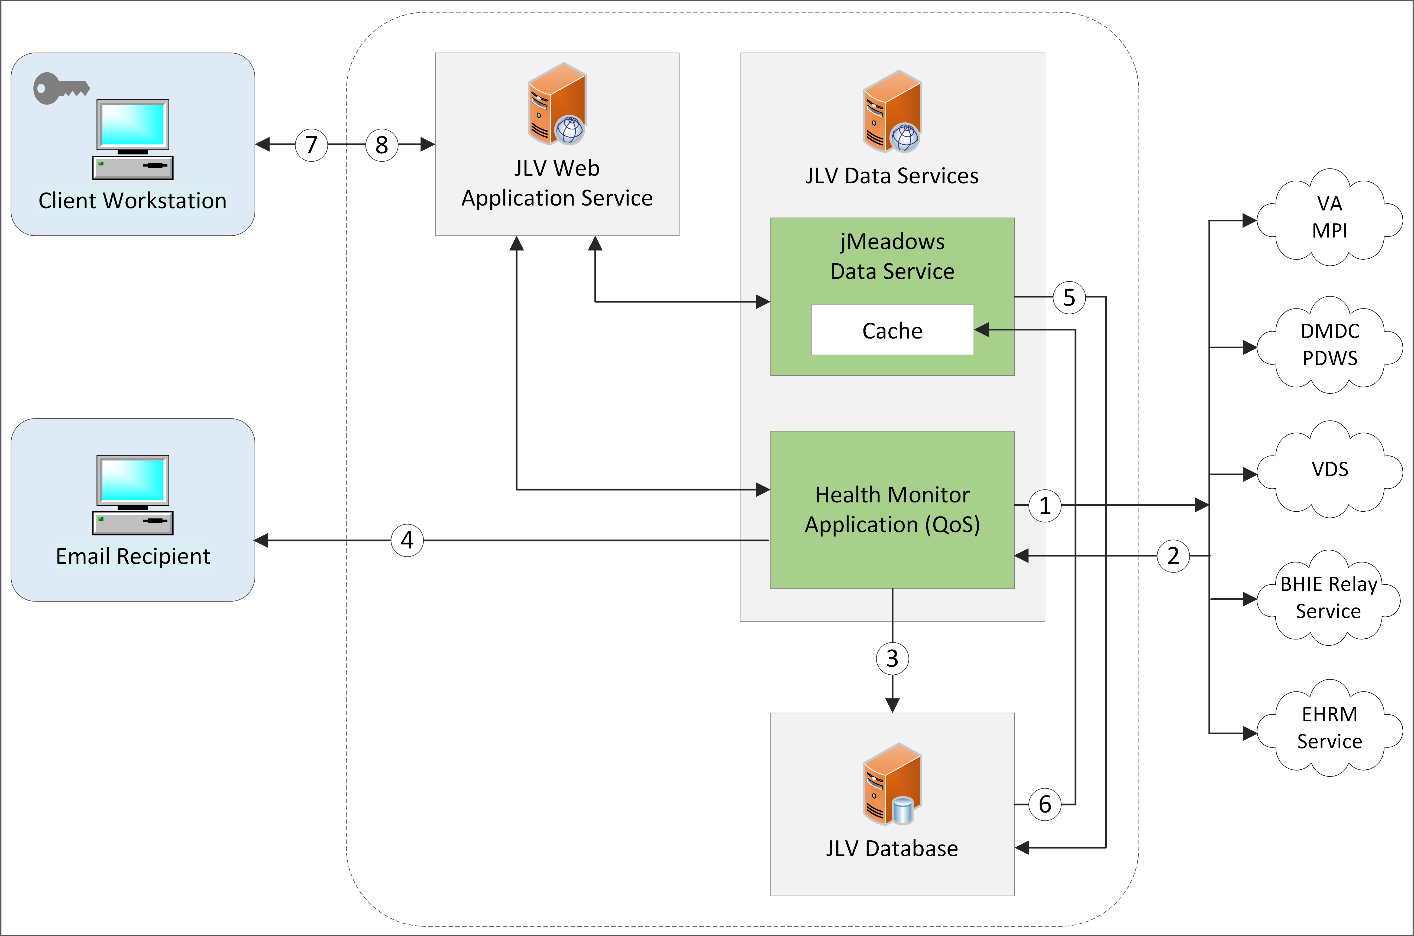 Client Workstation
7
8
JLV Web
Application Service
JLV Data Services
jMeadows
Data Service
Cache
5
Health Monitor
Application (QoS)
1
2
Email Recipient
4
3
JLV Database
6
VA
MPI
DMDC
PDWS
VDS
BHIE Relay
Service
EHRM
Service